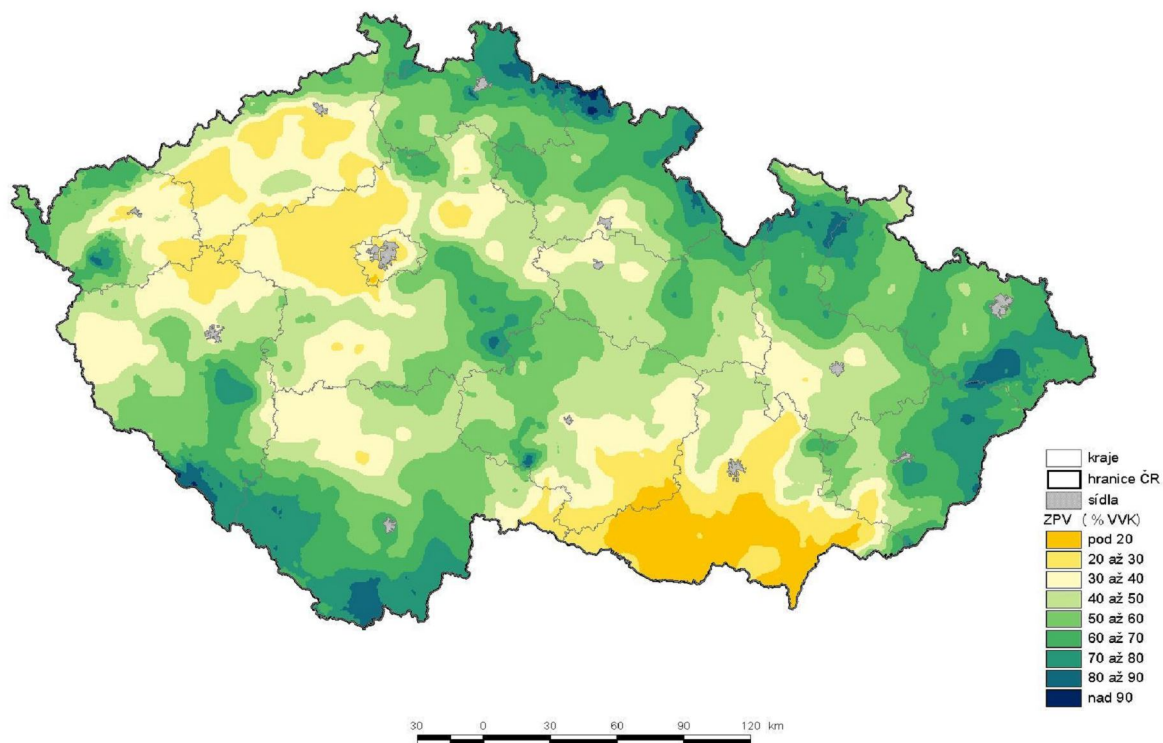 kraje
hranice ČR
sídla
ZPV ( % VVK)
pod 20
20 až 30
30 až 40
40 až 50
50 až 60
60 až 70
70 až 80
80 až 90
nad 90
30 0 30 60 90 120 km